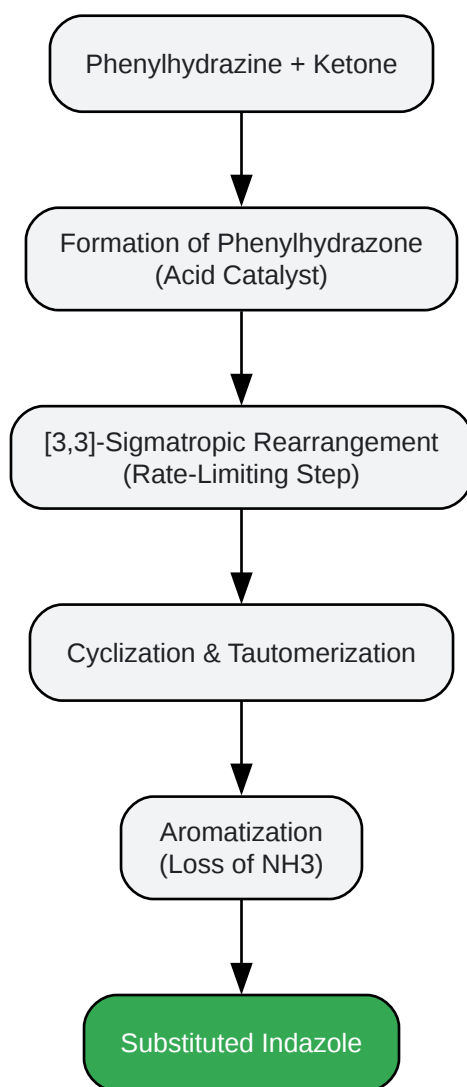 Phenylhydrazine + Ketone
Formation of Phenylhydrazone
(Acid Catalyst)
[3,3]-Sigmatropic Rearrangement
(Rate-Limiting Step)
Cyclization & Tautomerization
Aromatization
(Loss of NH3)
Substituted Indazole